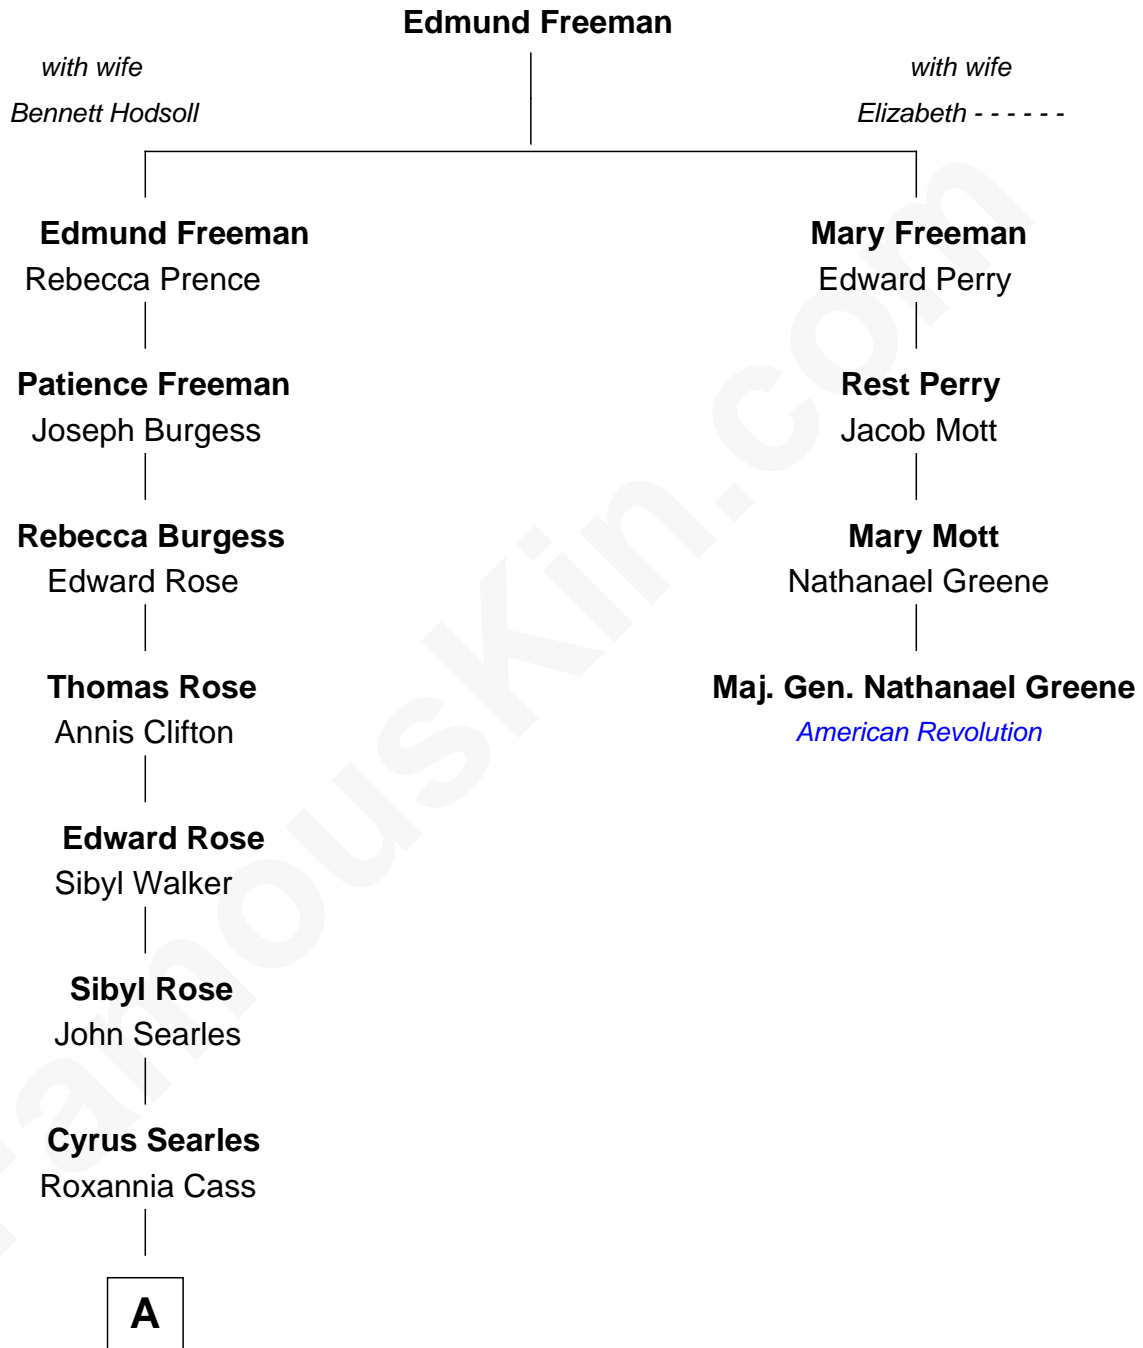 Edmund Freeman
with wife
Bennett Hodsoll
with wife
Elizabeth - - - - - -
Edmund Freeman
Rebecca Prence
Mary Freeman
Edward Perry
Patience Freeman
Joseph Burgess
Rest Perry
Jacob Mott
Rebecca Burgess
Edward Rose
Mary Mott
Nathanael Greene
Thomas Rose
Annis Clifton
Maj. Gen. Nathanael Greene
American Revolution
Edward Rose
Sibyl Walker
Sibyl Rose
John Searles
Cyrus Searles
Roxannia Cass
A
FamousKin.com